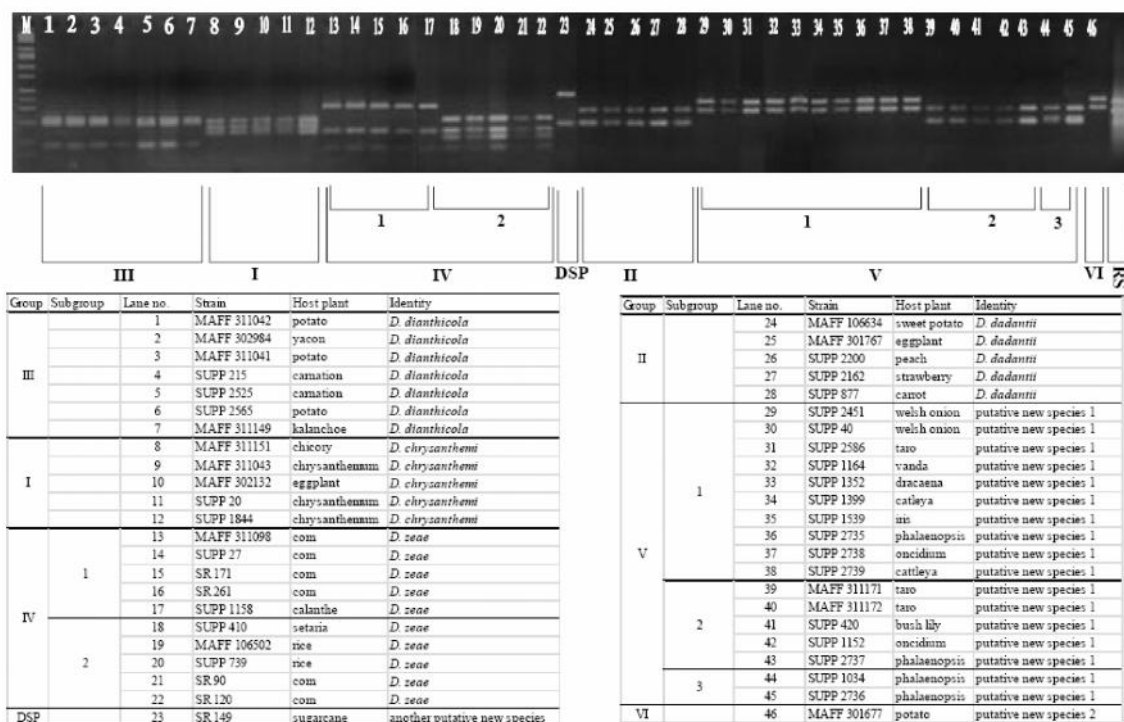 M 1 2 3 4 5 6 7 8 9 10 11 12 13 14 15 16 17 18 19 20 21 22 23 24 25 26 27 28 29 30 31 32 33 34 35 36 37 38 39 40 41 42 43 44 45 46
1 2 1 2 3
III I IV DSP II V VI
Group Subgroup Lane no. Strain Host plant Identity
1 MAFF 311042 potato D. dianthicola
2 MAFF 302984 yacon D. dianthicola
3 MAFF 311041 potato D. dianthicola
4 SUPP 215 carnation D. dianthicola
III
5 SUPP 2525 carnation D. dianthicola
6 SUPP 2565 potato D. dianthicola
7 MAFF 311149 kalanchoe D. dianthicola
8 MAFF 311151 chicory D. chrysanthemi
9 MAFF 311043 chrysanthemum D. chrysanthemi
I 10 MAFF 302132 eggplant D. chrysanthemi
11 SUPP 20 chrysanthemum D. chrysanthemi
12 SUPP 1844 chrysanthemum D. chrysanthemi
13 MAFF 311098 corn D. zeae
14 SUPP 27 corn D. zeae
1 15 SR 171 corn D. zeae
16 SR 261 corn D. zeae
17 SUPP 1158 calanthe D. zeae
IV
18 SUPP 410 setaria D. zeae
19 MAFF 106502 rice D. zeae
2 20 SUPP 739 rice D. zeae
21 SR 90 corn D. zeae
22 SR 120 corn D. zeae
DSP 23 SR 149 sugarcane another putative new species
Group Subgroup Lane no. Strain Host plant Identity
24 MAFF 106634 sweet potato D. dadantii
25 MAFF 301767 eggplant D. dadantii
II 26 SUPP 2200 peach D. dadantii
27 SUPP 2162 strawberry D. dadantii
28 SUPP 877 carrot D. dadantii
29 SUPP 2451 welsh onion putative new species 1
30 SUPP 40 welsh onion putative new species 1
31 SUPP 2586 taro putative new species 1
32 SUPP 1164 vanda putative new species 1
33 SUPP 1352 dracaena putative new species 1
1
34 SUPP 1399 catleya putative new species 1
35 SUPP 1539 iris putative new species 1
36 SUPP 2735 phalaenopsis putative new species 1
37 SUPP 2738 oncidium putative new species 1
V
38 SUPP 2739 cattleya putative new species 1
39 MAFF 311171 taro putative new species 1
40 MAFF 311172 taro putative new species 1
2 41 SUPP 420 bush lily putative new species 1
42 SUPP 1152 oncidium putative new species 1
43 SUPP 2737 phalaenopsis putative new species 1
44 SUPP 1034 phalaenopsis putative new species 1
3
45 SUPP 2736 phalaenopsis putative new species 1
VI 46 MAFF 301677 potato putative new species 2